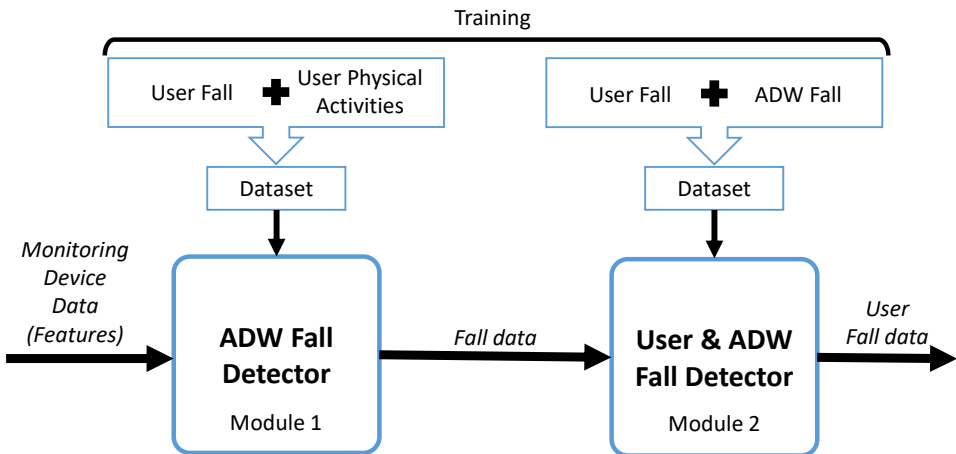 Training
User Fall
User Physical
Activities
User Fall
ADW Fall
Dataset
Dataset
Monitoring
Device
Data
(Features)
ADW Fall
Detector
Module 1
Fall data
User & ADW
Fall Detector
Module 2
User
Fall data